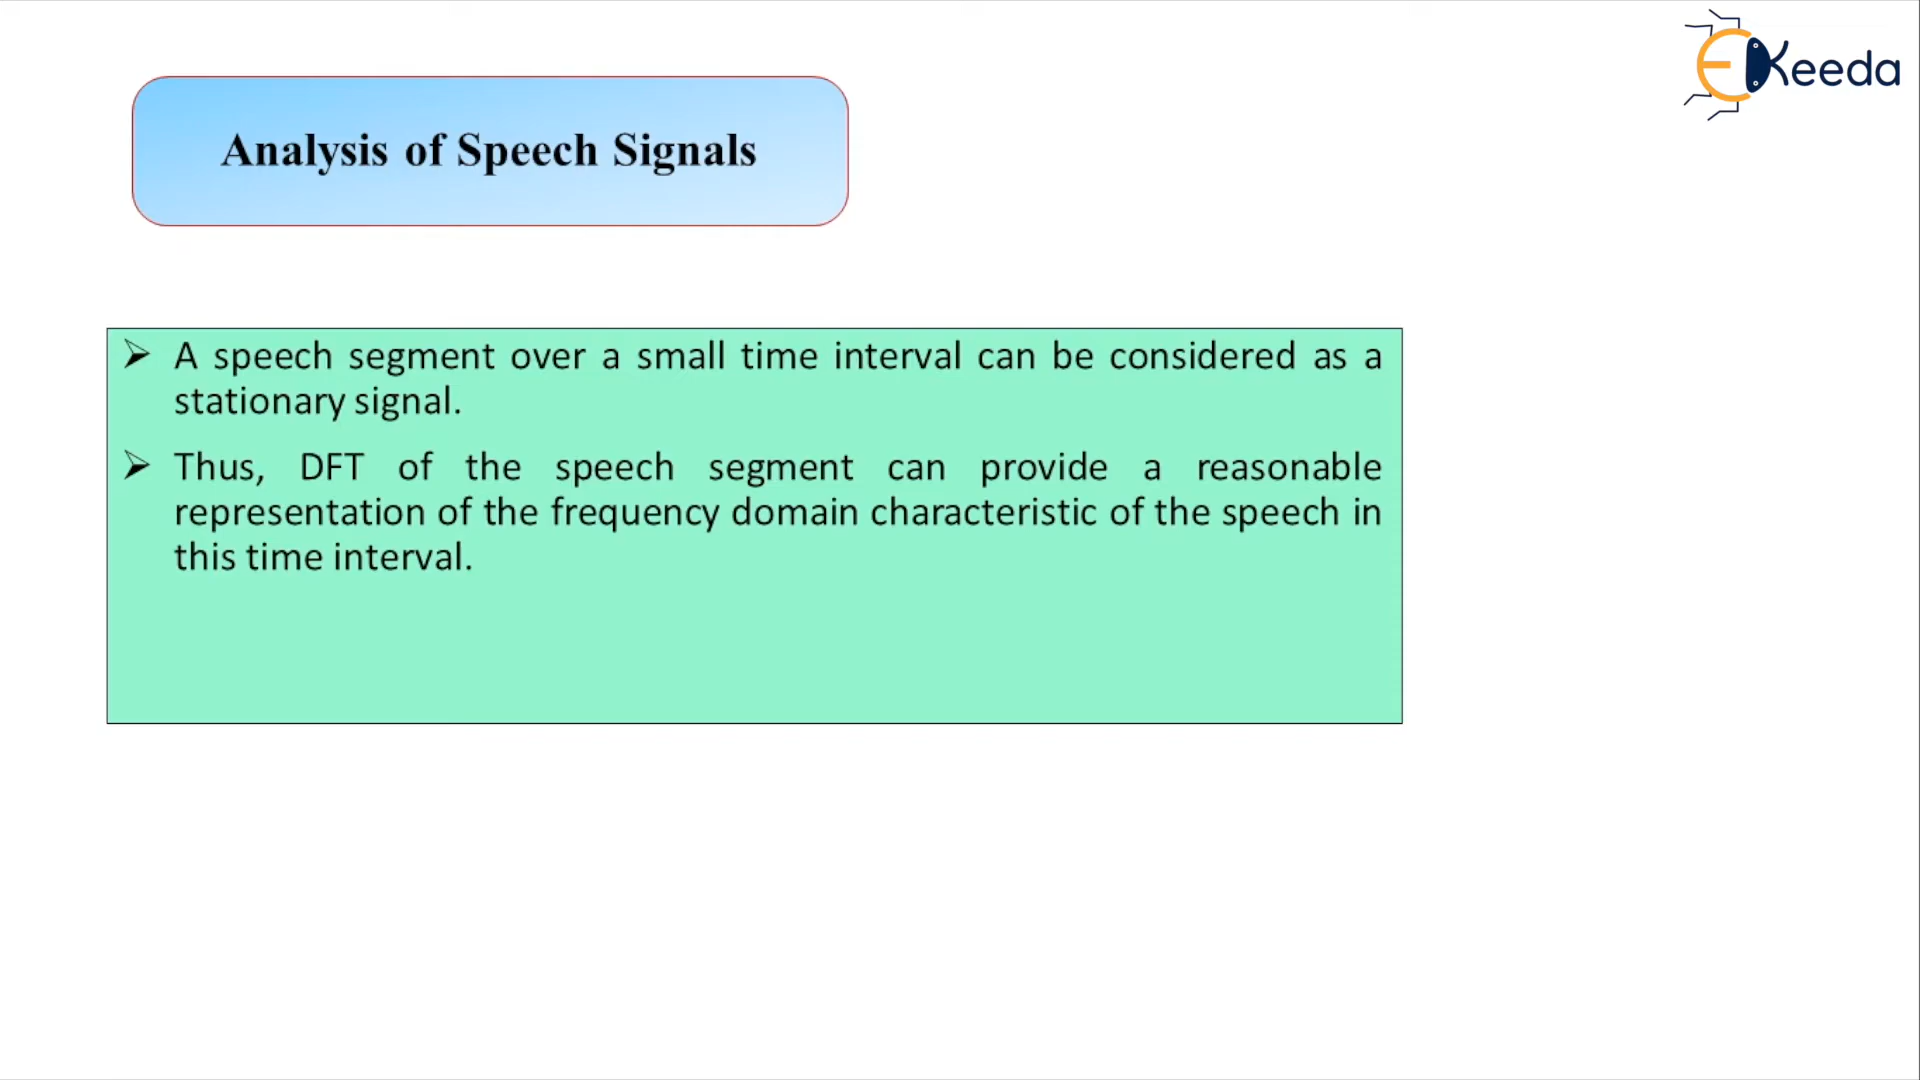 EKeeda
Analysis of Speech Signals
➢ A speech segment over a small time interval can be considered as a
stationary signal.
➢ Thus, DFT of the speech segment can provide a reasonable
representation of the frequency domain characteristic of the speech in
this time interval.